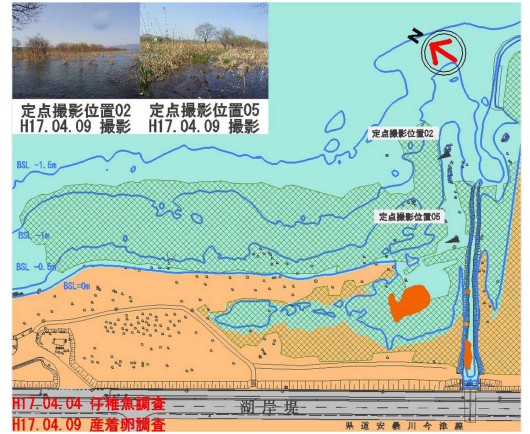 N
定点撮影位置02
H17.04.09 撮影
定点撮影位置05
H17.04.09 撮影
定点撮影位置02
BSL -1.5m
定点撮影位置05
BSL -1m
BSL -0.5m
BSL=0m
H17.04.04 仔稚魚調査
H17.04.09 産着卵調査
湖岸堤
県道安曇川今津線